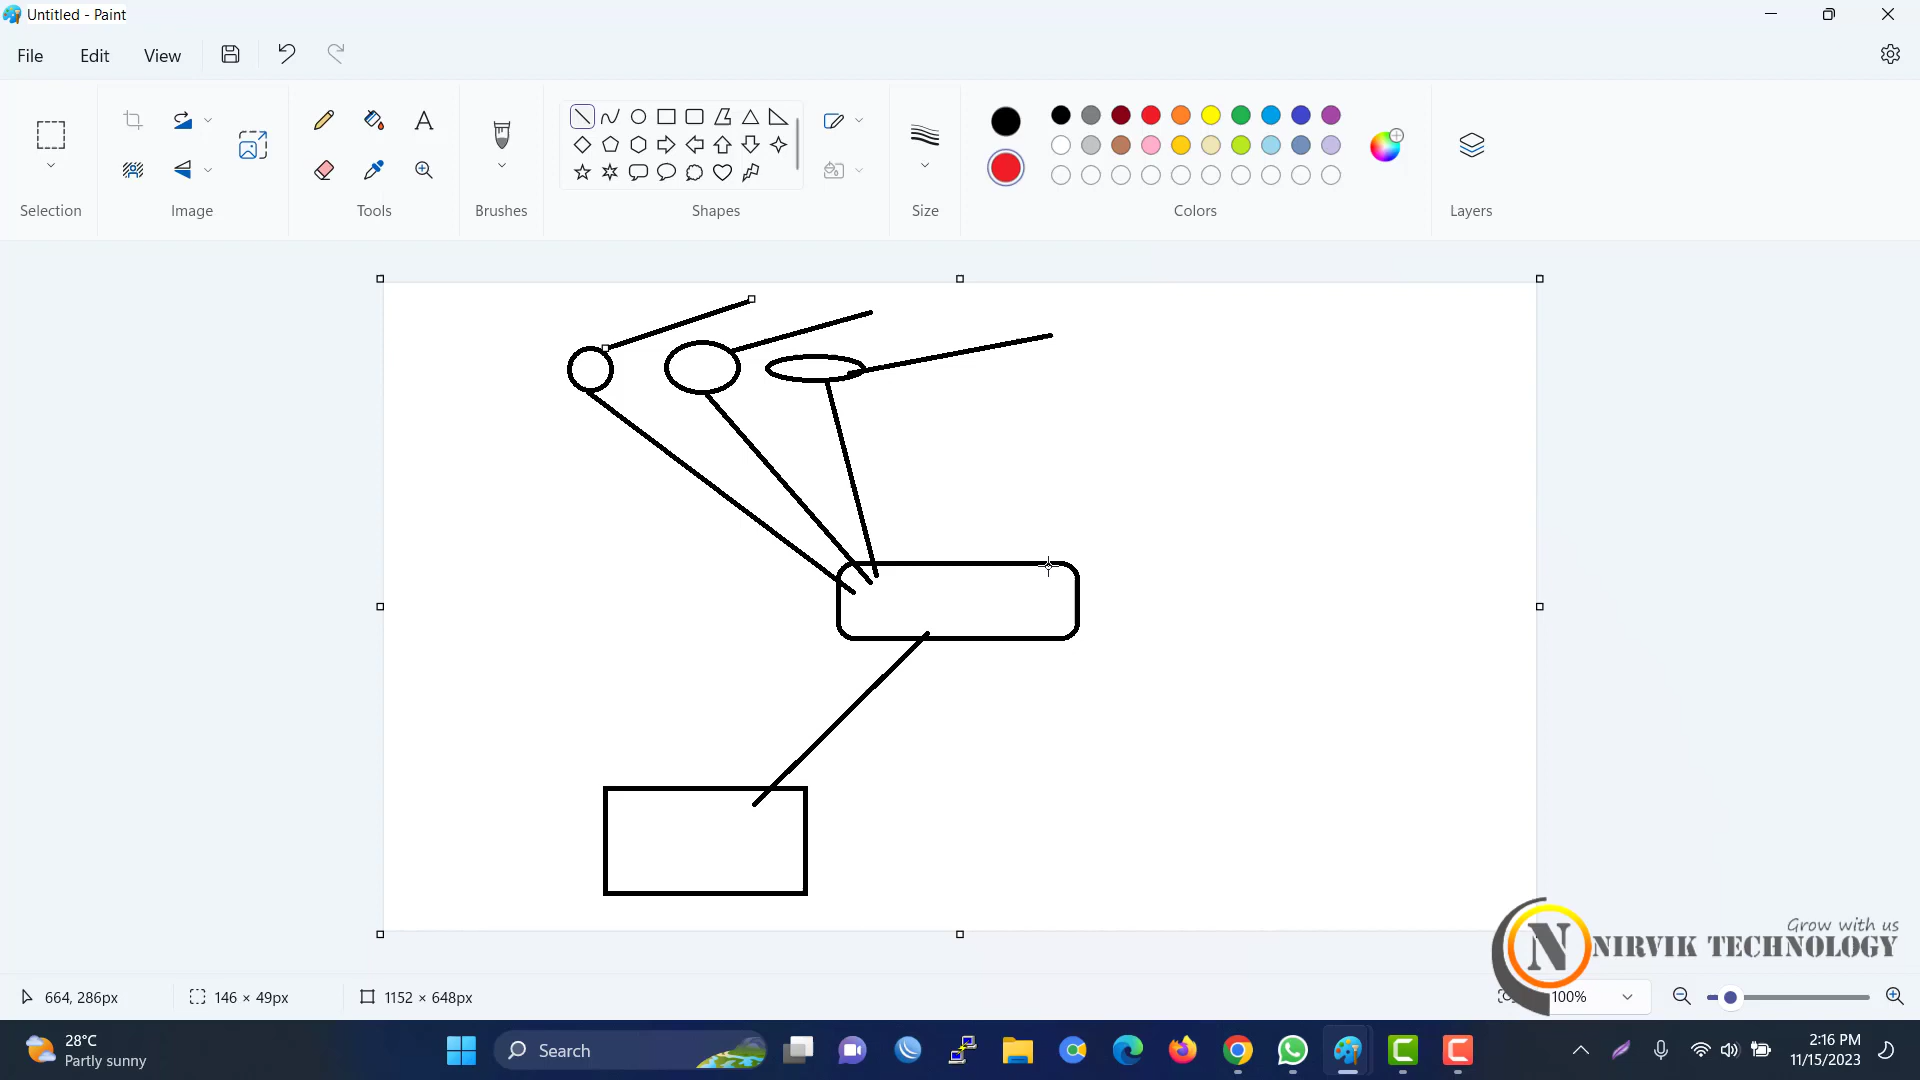 Untitled - Paint
File
Edit
View
Selection
Image
Tools
Brushes
Shapes
Size
Colors
Layers
Grow with us
N NIRVIK TECHNOLOGY
664, 286px
146 × 49px
1152 × 648px
100%
28°C
Partly sunny
Search
2:16 PM
11/15/2023